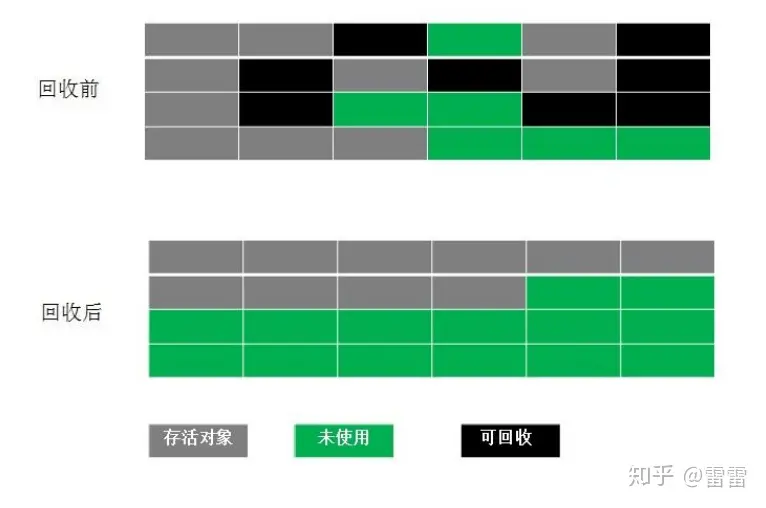 回收前
回收后
存活对象
未使用
可回收
知乎 @雷雷